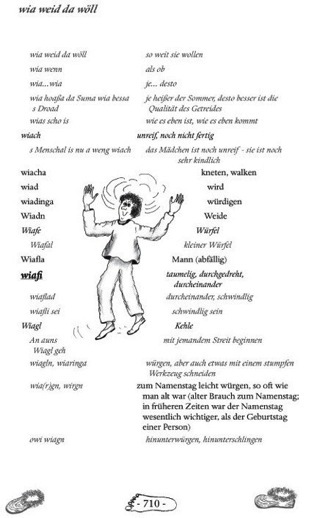 wia weid da wöll
wia weid da wöll so weit sie wollen
wia wenn als ob
wia...wia je... desto
wia hoaßa da Suma wia bessa je heißer der Sommer, desto besser ist die
s Droad Qualität des Getreides
wias scho is wie es eben ist, wie es eben kommt
wiach unreif, noch nicht fertig
s Menschal is nu a weng wiach das Mädchen ist noch unreif - sie ist noch
sehr kindlich
wiacha kneten, walken
wiad wird
wiadinga würdigen
Wiadn Weide
Wiafe Würfel
Wiafal kleiner Würfel
Wiafla Mann (abfällig)
wiafi taumelig, durchgedreht,
durcheinander
wiaflad durcheinander, schwindlig
wiafli sei schwindlig sein
Wiagl Kehle
An auns mit jemandem Streit beginnen
Wiagl geh
wiagln, wiaringa würgen, aber auch etwas mit einem stumpfen
Werkzeug schneiden
wia(r)gn, wirgn zum Namenstag leicht würgen, so oft wie
man alt war (alter Brauch zum Namenstag;
in früheren Zeiten war der Namenstag
wesentlich wichtiger, als der Geburtstag
einer Person)
owi wiagn hinunterwürgen, hinunterschlingen
- 710 -